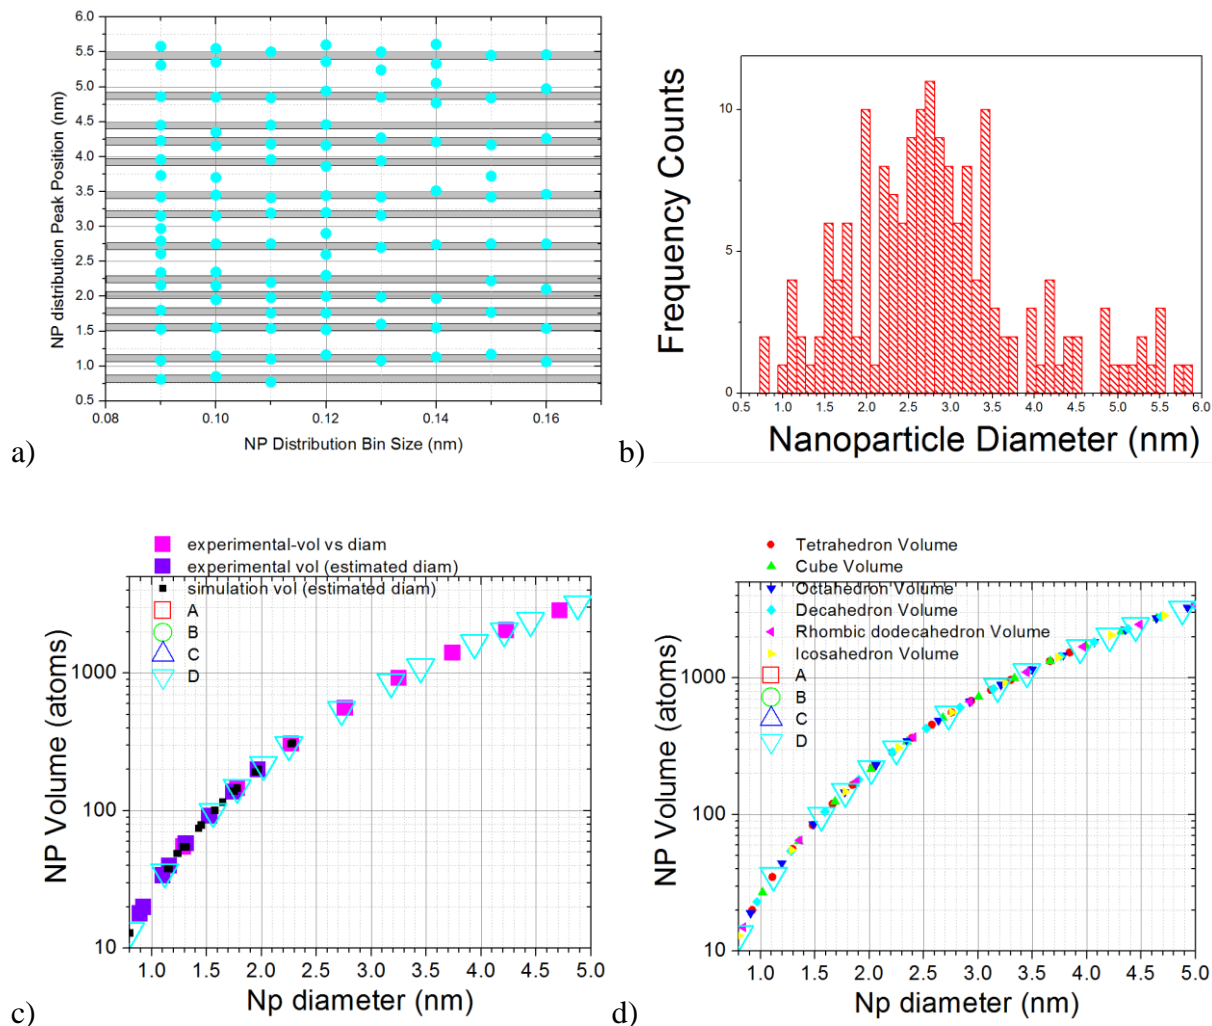 6.0
5.5
5.0
4.5
4.0
3.5
3.0
2.5
2.0
1.5
1.0
0.5
NP distribution Peak Position (nm)
0.08 0.10 0.12 0.14 0.16
NP Distribution Bin Size (nm)
a)
10
5
0
Frequency Counts
0.5 1.0 1.5 2.0 2.5 3.0 3.5 4.0 4.5 5.0 5.5 6.0
Nanoparticle Diameter (nm)
b)
experimental-vol vs diam
experimental vol (estimated diam)
simulation vol (estimated diam)
A
B
C
D
1000
100
10
NP Volume (atoms)
1.0 1.5 2.0 2.5 3.0 3.5 4.0 4.5 5.0
Np diameter (nm)
c)
Tetrahedron Volume
Cube Volume
Octahedron Volume
Decahedron Volume
Rhombic dodecahedron Volume
Icosahedron Volume
A
B
C
D
1000
100
10
NP Volume (atoms)
1.0 1.5 2.0 2.5 3.0 3.5 4.0 4.5 5.0
Np diameter (nm)
d)